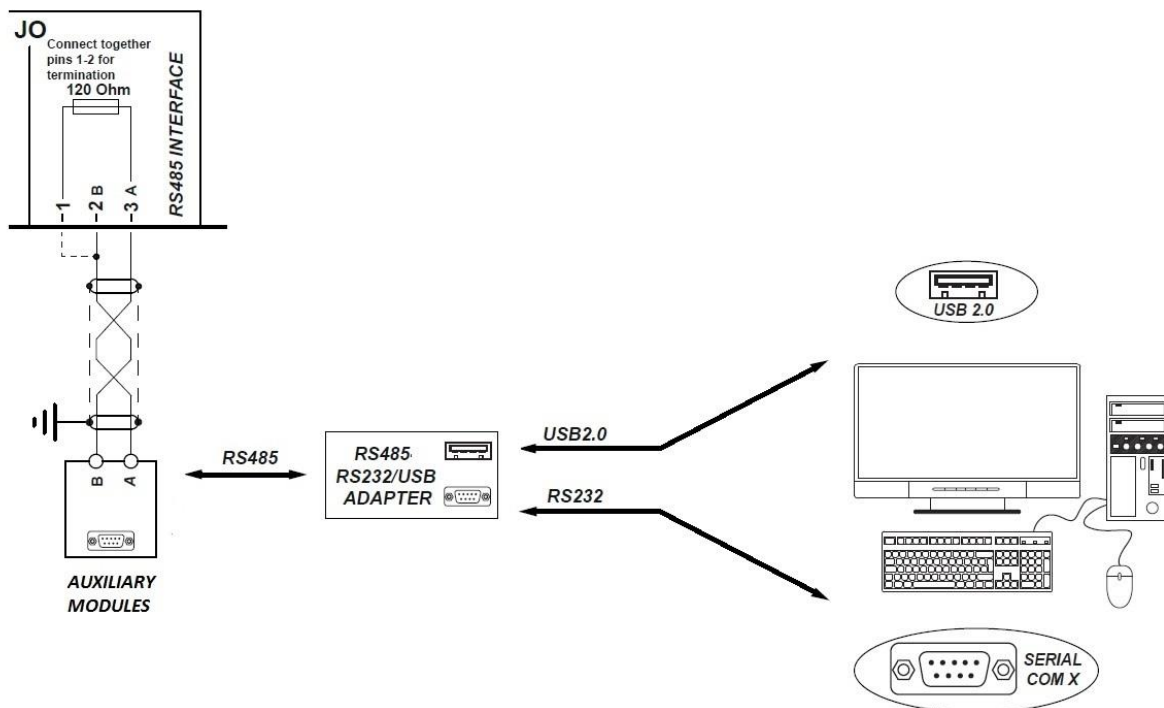 JO
Connect together
pins 1-2 for
termination
120 Ohm
RS485 INTERFACE
1
2 B
3 A
B
A
AUXILIARY
MODULES
RS485
RS485-
RS232/USB
ADAPTER
USB2.0
RS232
USB 2.0
SERIAL
COM X